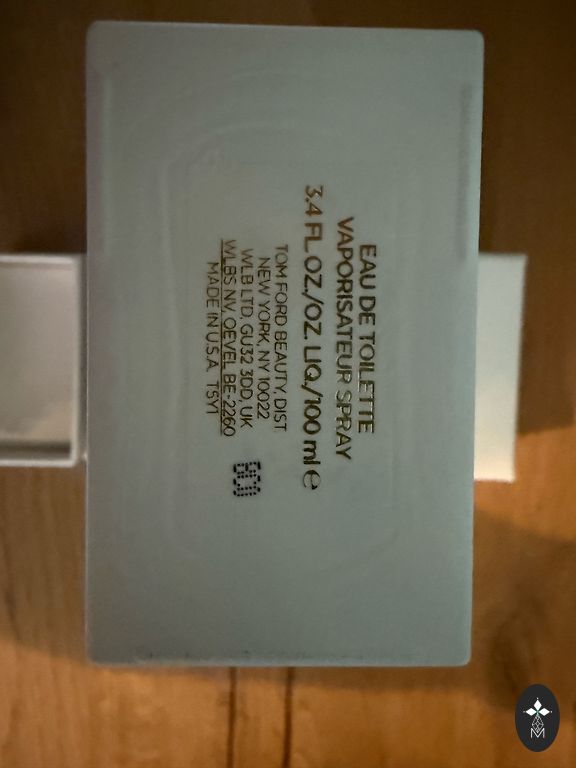 EAU DE TOILETTE
VAPORISATEUR SPRAY
3.4 FL.OZ./OZ. LIQ./100 ml ℮
TOM FORD BEAUTY, DIST.
NEW YORK, NY 10022
WLB LTD, GU32 3DD, UK
WLBS NV, OEVEL BE-2260
MADE IN U.S.A. T5Y1